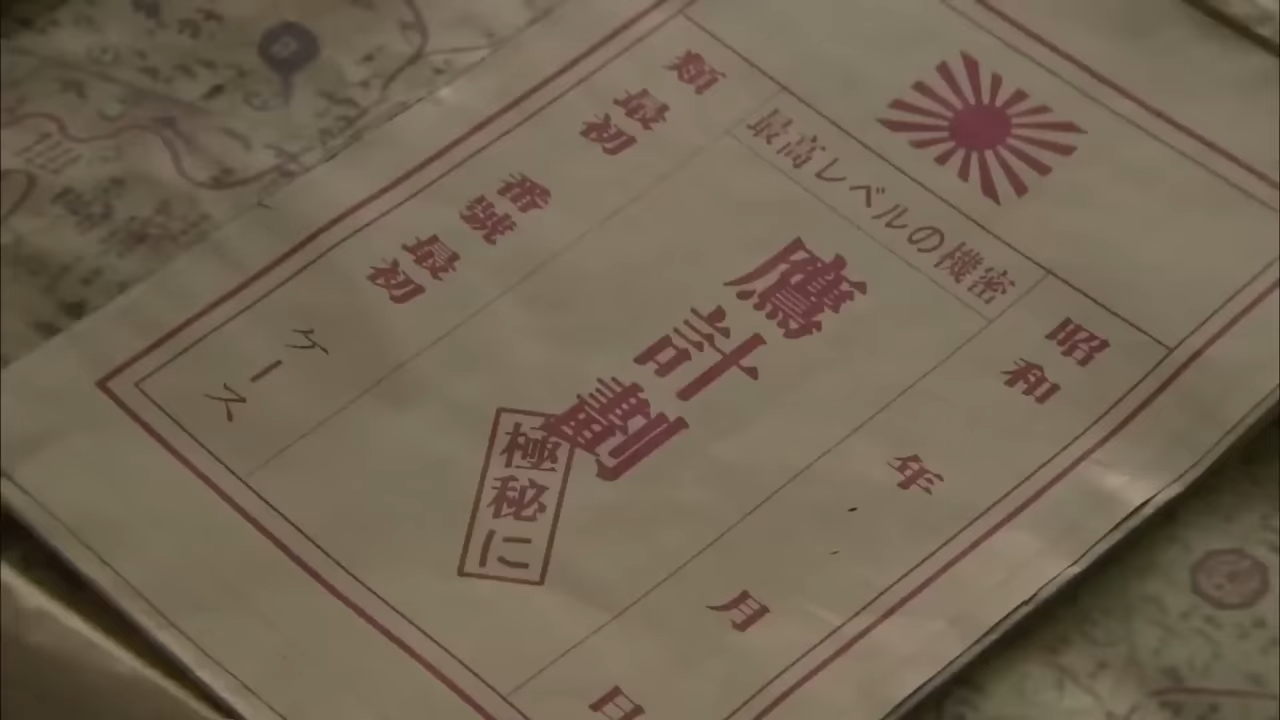 最高レベルの機密
昭和 年 月 日
鷹計劃
極秘に
類 最初 番號 最初
ケース